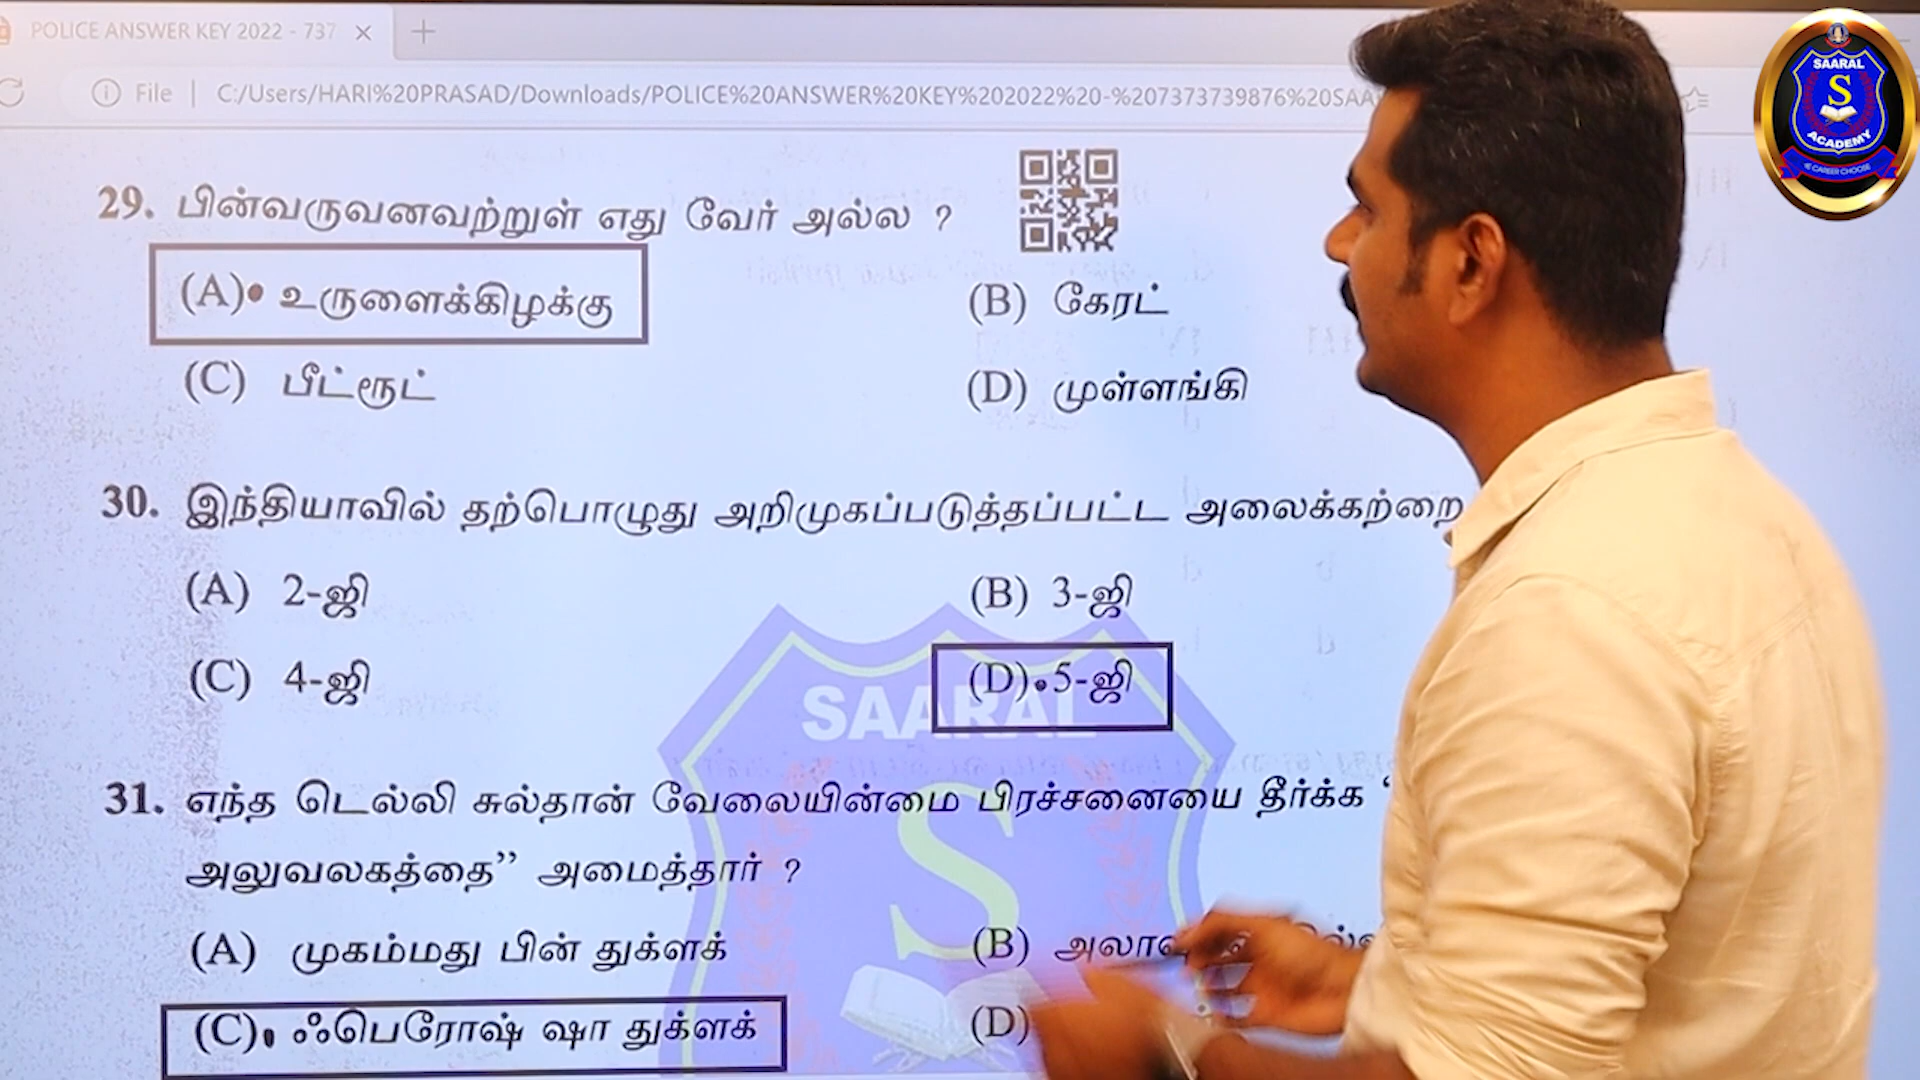 POLICE ANSWER KEY 2022 - 737
File | C:/Users/HARI%20PRASAD/Downloads/POLICE%20ANSWER%20KEY%202022%20-%207373739876%20SAA
SAARAL
S
ACADEMY
29. பின்வருவனவற்றுள் எது வேர் அல்ல ?
(A) உருளைக்கிழக்கு
(B) கேரட்
(C) பீட்ரூட்
(D) முள்ளங்கி
30. இந்தியாவில் தற்பொழுது அறிமுகப்படுத்தப்பட்ட அலைக்கற்றை
(A) 2-ஜி
(B) 3-ஜி
(C) 4-ஜி
(D) 5-ஜி
SAARAL
S
31. எந்த டெல்லி சுல்தான் வேலையின்மை பிரச்சனையை தீர்க்க ‘
அலுவலகத்தை” அமைத்தார் ?
(A) முகம்மது பின் துக்ளக்
(B)
(C) ஃபெரோஷ் ஷா துக்ளக்
(D)